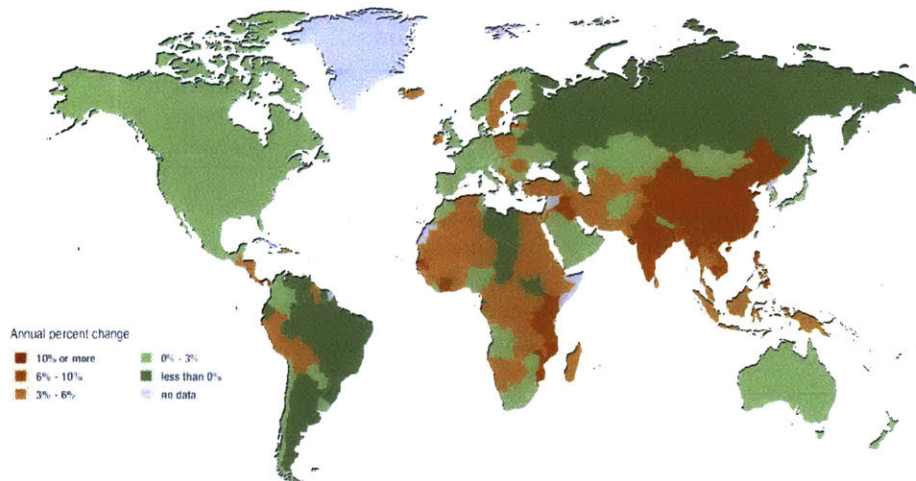 Annual percent change
10% or more
6% - 10%
3% - 6%
0% - 3%
less than 0%
no data